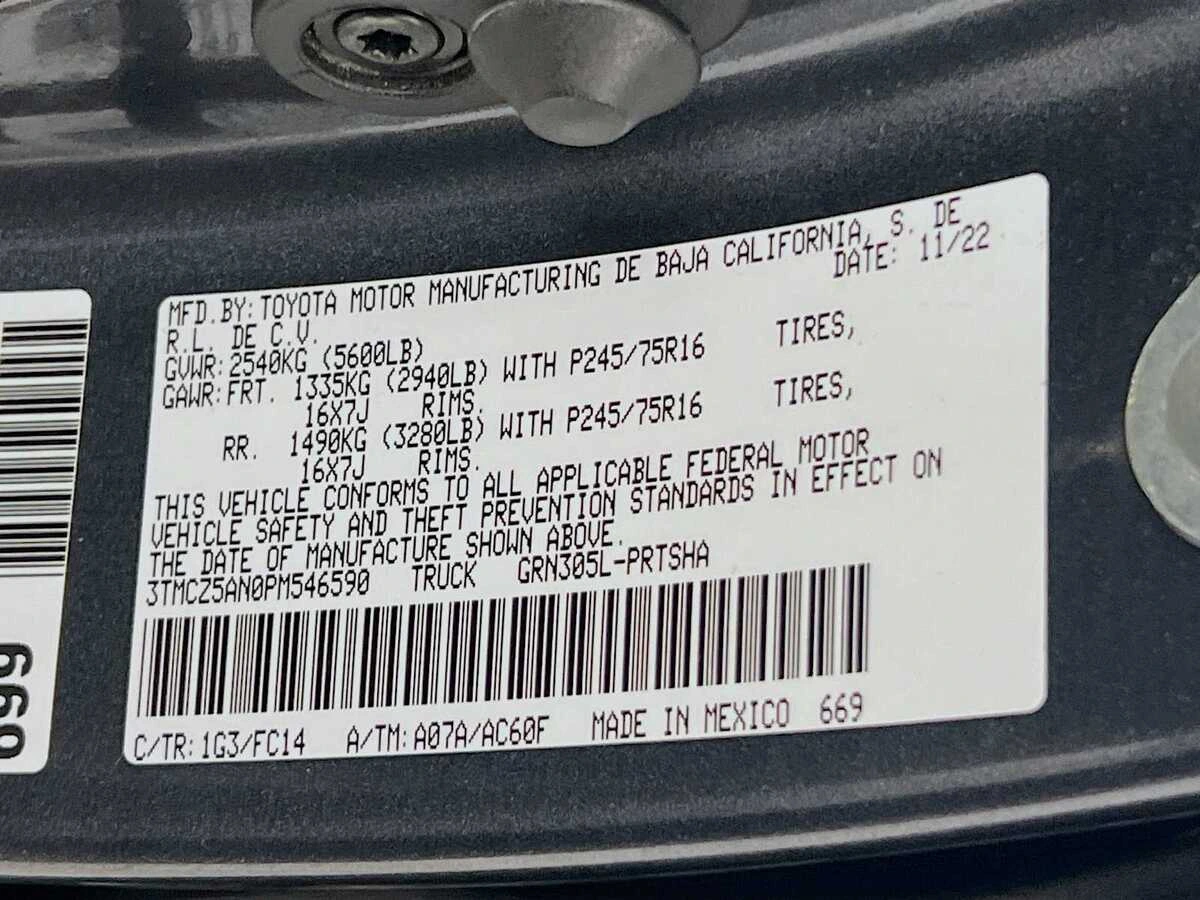 MFD. BY: TOYOTA MOTOR MANUFACTURING DE BAJA CALIFORNIA, S. DE
R.L. DE C.V. DATE: 11/22
GVWR: 2540KG (5600LB)
GAWR: FRT. 1335KG (2940LB) WITH P245/75R16 TIRES,
16X7J RIMS.
RR. 1490KG (3280LB) WITH P245/75R16 TIRES,
16X7J RIMS.
THIS VEHICLE CONFORMS TO ALL APPLICABLE FEDERAL MOTOR
VEHICLE SAFETY AND THEFT PREVENTION STANDARDS IN EFFECT ON
THE DATE OF MANUFACTURE SHOWN ABOVE.
3TMCZ5AN0PM546590 TRUCK GRN305L-PRTSHA
C/TR: 1G3/FC14 A/TM: A07A/AC60F MADE IN MEXICO 669
669